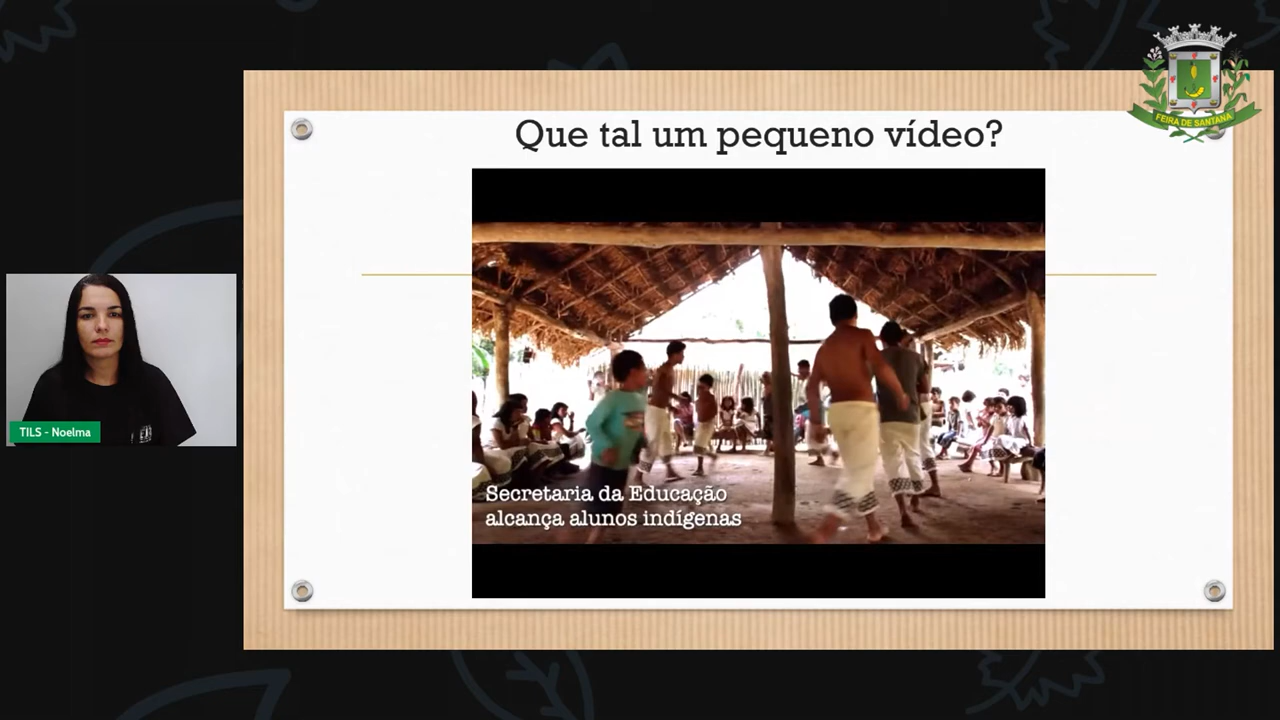 FEIRA DE SANTANA
Que tal um pequeno vídeo?
TILS - Noelma
Secretaria da Educação
alcança alunos indígenas